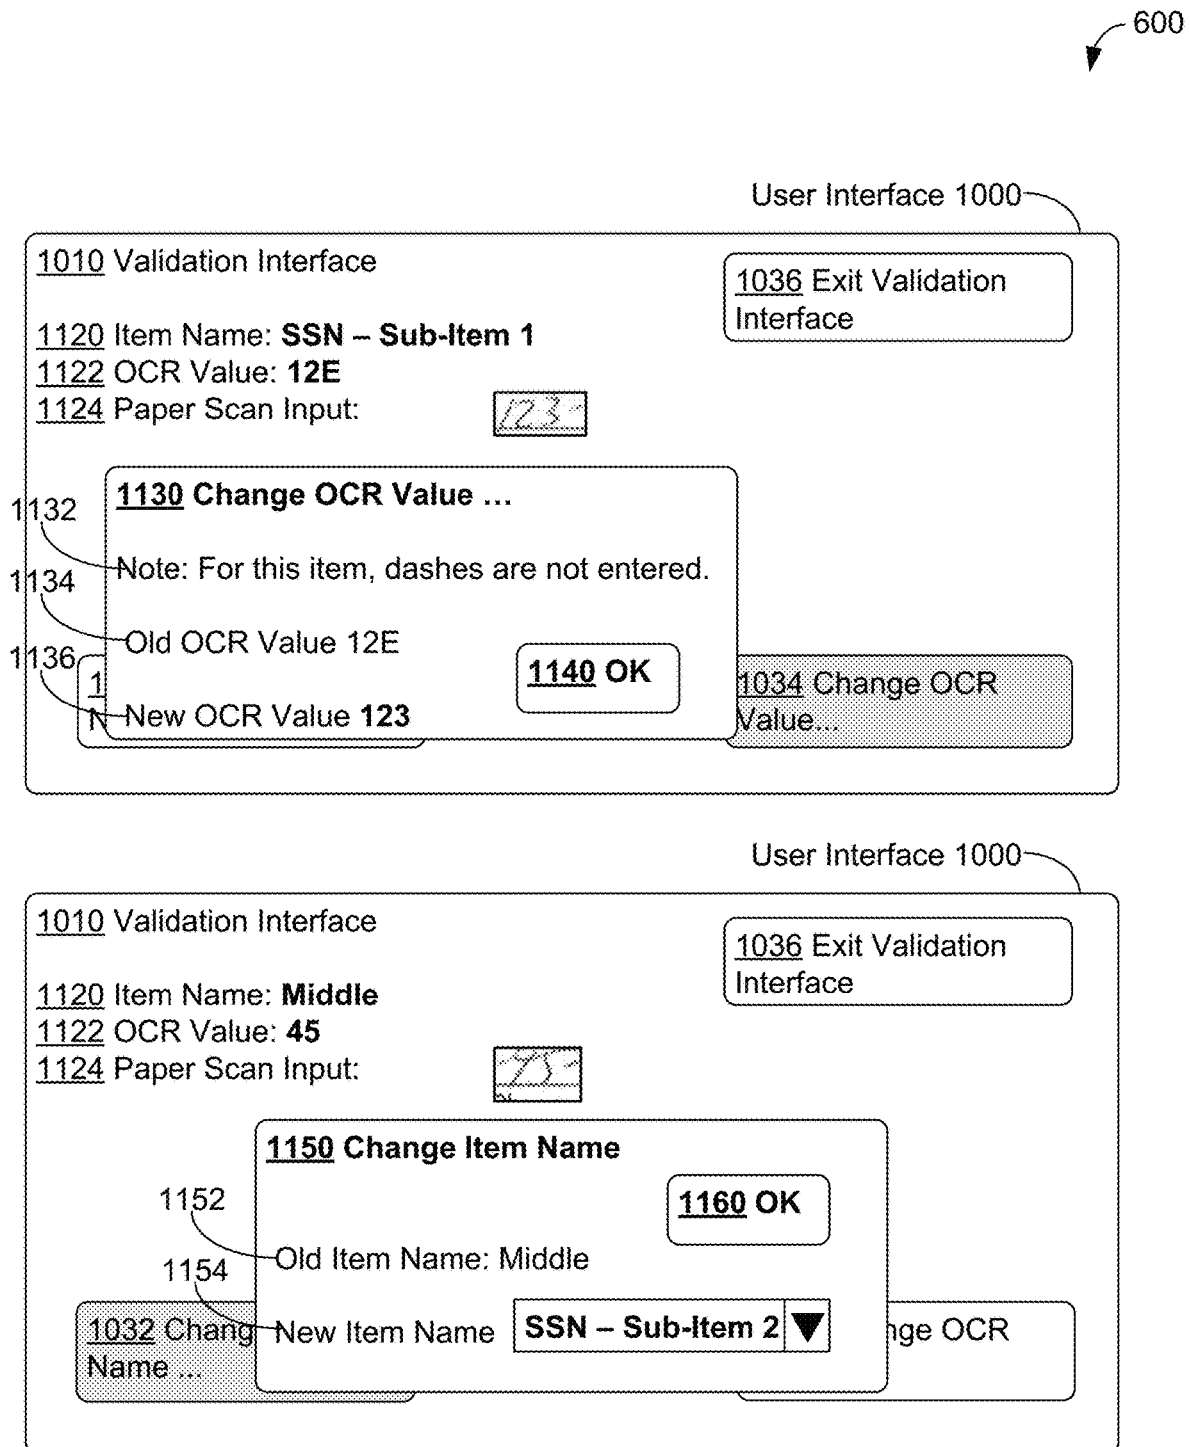 600
User Interface 1000
1010 Validation Interface
1036 Exit Validation
Interface
1120 Item Name: SSN – Sub-Item 1
1122 OCR Value: 12E
1124 Paper Scan Input:
123-
1130 Change OCR Value ...
1132
Note: For this item, dashes are not entered.
1134
Old OCR Value 12E
1136
1140 OK
1
N
New OCR Value 123
1034 Change OCR
Value...
User Interface 1000
1010 Validation Interface
1036 Exit Validation
Interface
1120 Item Name: Middle
1122 OCR Value: 45
1124 Paper Scan Input:
45-
1150 Change Item Name
1152
1160 OK
Old Item Name: Middle
1154
1032 Chang
Name ...
New Item Name SSN – Sub-Item 2
nge OCR